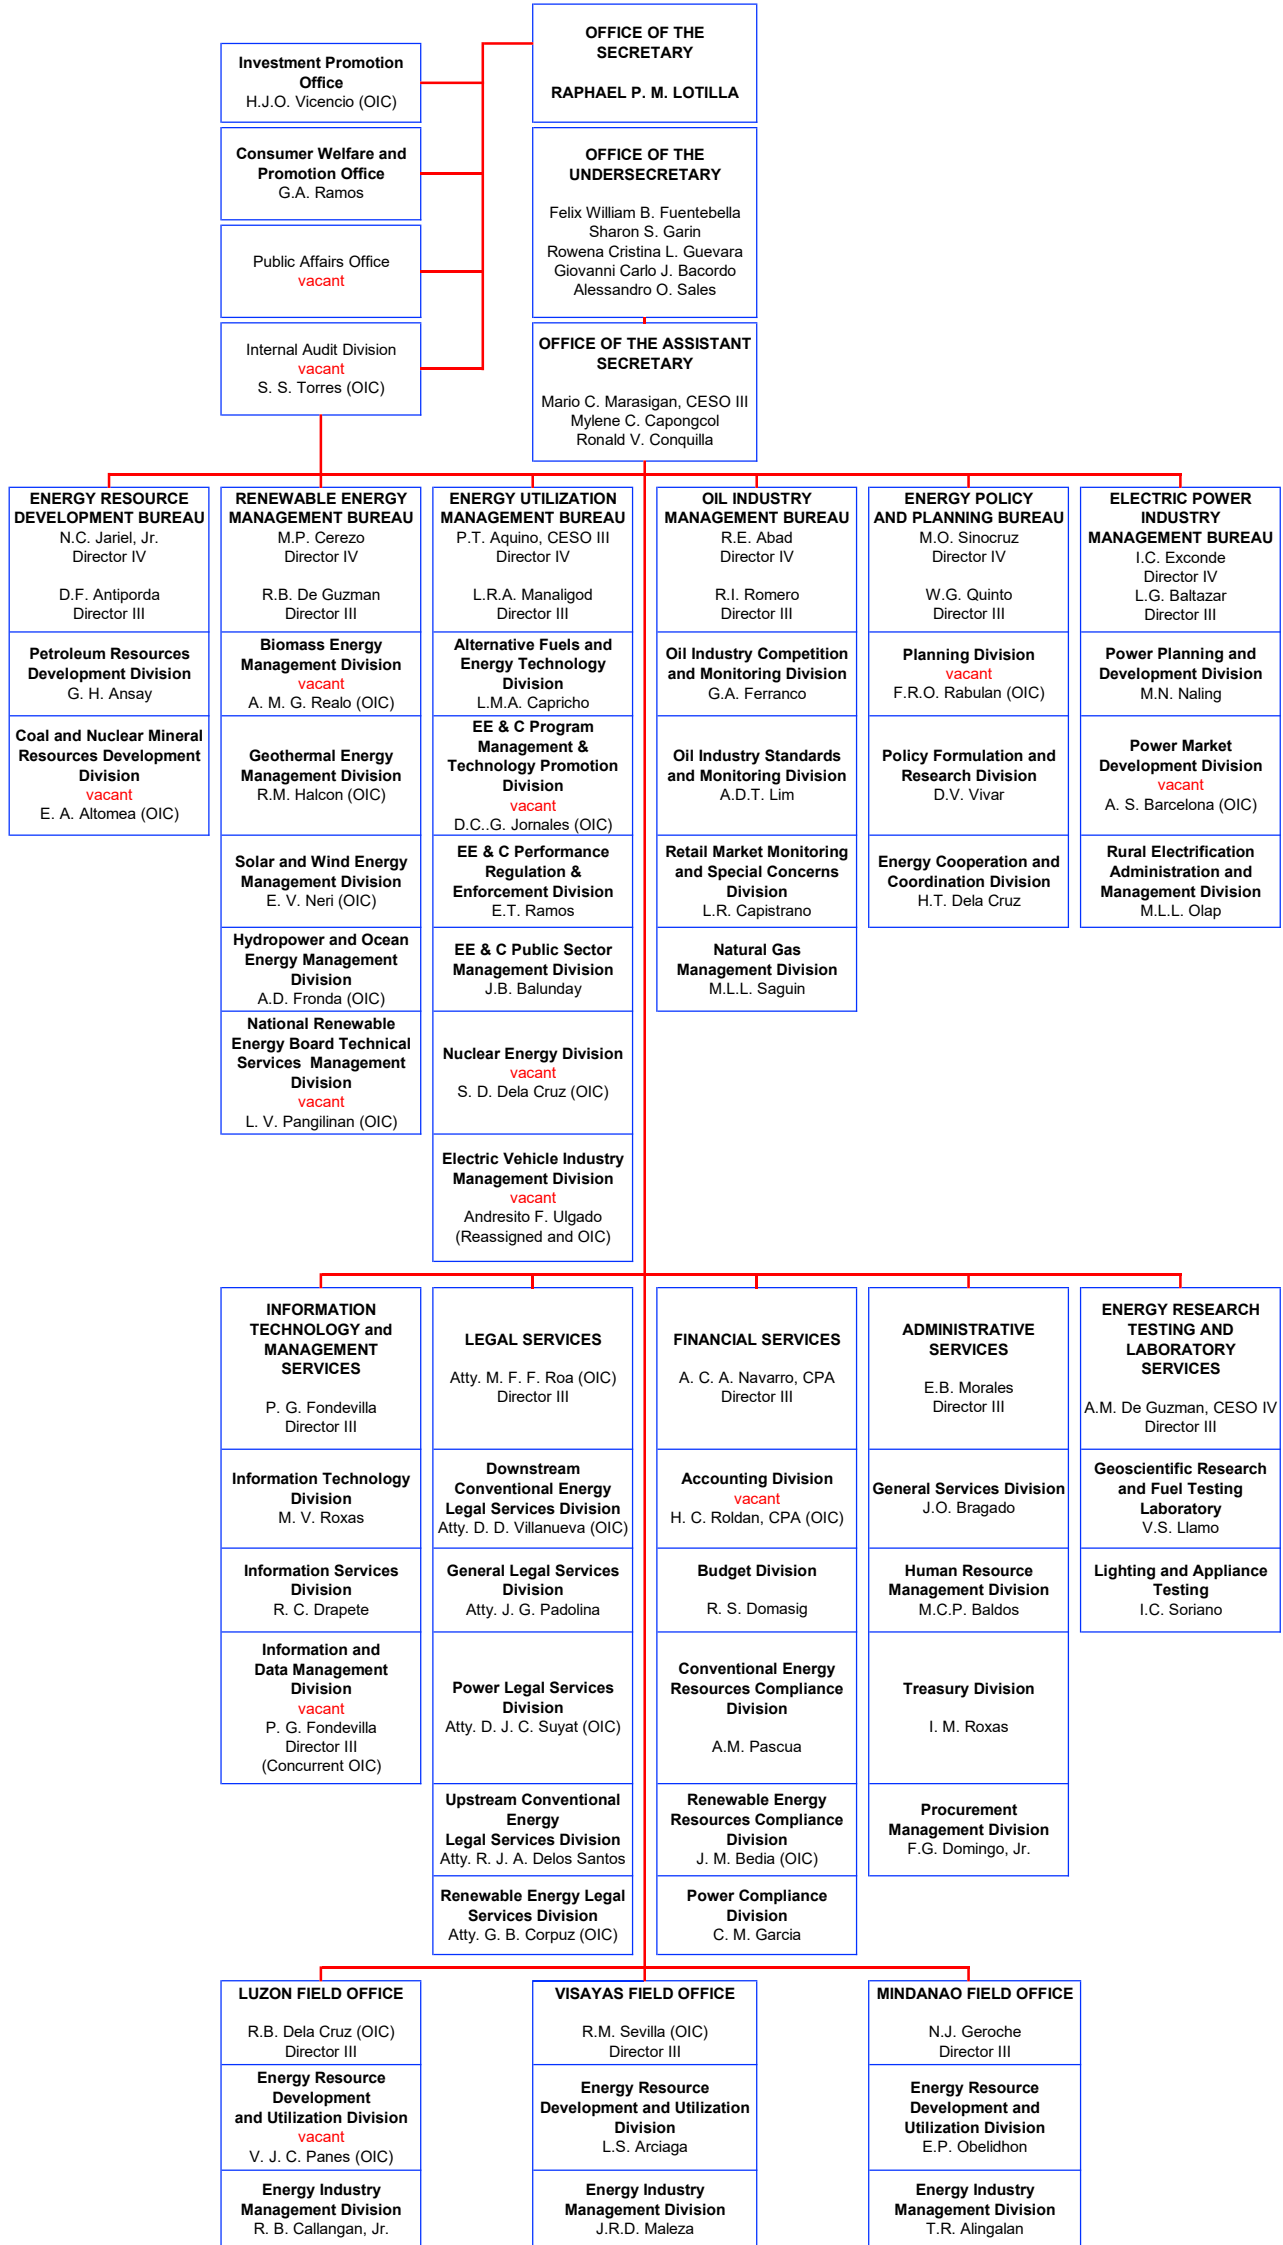 OFFICE OF THE
SECRETARY
RAPHAEL P. M. LOTILLA
Investment Promotion
Office
H.J.O. Vicencio (OIC)
Consumer Welfare and
Promotion Office
G.A. Ramos
Public Affairs Office
vacant
Internal Audit Division
vacant
S. S. Torres (OIC)
OFFICE OF THE
UNDERSECRETARY
Felix William B. Fuentebella
Sharon S. Garin
Rowena Cristina L. Guevara
Giovanni Carlo J. Bacordo
Alessandro O. Sales
OFFICE OF THE ASSISTANT
SECRETARY
Mario C. Marasigan, CESO III
Mylene C. Capongcol
Ronald V. Conquilla
ENERGY RESOURCE
DEVELOPMENT BUREAU
N.C. Jariel, Jr.
Director IV
D.F. Antiporda
Director III
Petroleum Resources
Development Division
G. H. Ansay
Coal and Nuclear Mineral
Resources Development
Division
vacant
E. A. Altomea (OIC)
RENEWABLE ENERGY
MANAGEMENT BUREAU
M.P. Cerezo
Director IV
R.B. De Guzman
Director III
Biomass Energy
Management Division
vacant
A. M. G. Realo (OIC)
Geothermal Energy
Management Division
R.M. Halcon (OIC)
Solar and Wind Energy
Management Division
E. V. Neri (OIC)
Hydropower and Ocean
Energy Management
Division
A.D. Fronda (OIC)
National Renewable
Energy Board Technical
Services  Management
Division
vacant
L. V. Pangilinan (OIC)
ENERGY UTILIZATION
MANAGEMENT BUREAU
P.T. Aquino, CESO III
Director IV
L.R.A. Manaligod
Director III
Alternative Fuels and
Energy Technology
Division
L.M.A. Capricho
EE & C Program
Management &
Technology Promotion
Division
vacant
D.C..G. Jornales (OIC)
EE & C Performance
Regulation &
Enforcement Division
E.T. Ramos
EE & C Public Sector
Management Division
J.B. Balunday
Nuclear Energy Division
vacant
S. D. Dela Cruz (OIC)
Electric Vehicle Industry
Management Division
vacant
Andresito F. Ulgado
(Reassigned and OIC)
OIL INDUSTRY
MANAGEMENT BUREAU
R.E. Abad
Director IV
R.I. Romero
Director III
Oil Industry Competition
and Monitoring Division
G.A. Ferranco
Oil Industry Standards
and Monitoring Division
A.D.T. Lim
Retail Market Monitoring
and Special Concerns
Division
L.R. Capistrano
Natural Gas
Management Division
M.L.L. Saguin
ENERGY POLICY
AND PLANNING BUREAU
M.O. Sinocruz
Director IV
W.G. Quinto
Director III
Planning Division
vacant
F.R.O. Rabulan (OIC)
Policy Formulation and
Research Division
D.V. Vivar
Energy Cooperation and
Coordination Division
H.T. Dela Cruz
ELECTRIC POWER
INDUSTRY
MANAGEMENT BUREAU
I.C. Exconde
Director IV
L.G. Baltazar
Director III
Power Planning and
Development Division
M.N. Naling
Power Market
Development Division
vacant
A. S. Barcelona (OIC)
Rural Electrification
Administration and
Management Division
M.L.L. Olap
INFORMATION
TECHNOLOGY and
MANAGEMENT
SERVICES
P. G. Fondevilla
Director III
Information Technology
Division
M. V. Roxas
Information Services
Division
R. C. Drapete
Information and
Data Management
Division
vacant
P. G. Fondevilla
Director III
(Concurrent OIC)
LEGAL SERVICES
Atty. M. F. F. Roa (OIC)
Director III
Downstream
Conventional Energy
Legal Services Division
Atty. D. D. Villanueva (OIC)
General Legal Services
Division
Atty. J. G. Padolina
Power Legal Services
Division
Atty. D. J. C. Suyat (OIC)
Upstream Conventional
Energy
Legal Services Division
Atty. R. J. A. Delos Santos
Renewable Energy Legal
Services Division
Atty. G. B. Corpuz (OIC)
FINANCIAL SERVICES
A. C. A. Navarro, CPA
Director III
Accounting Division
vacant
H. C. Roldan, CPA (OIC)
Budget Division
R. S. Domasig
Conventional Energy
Resources Compliance
Division
A.M. Pascua
Renewable Energy
Resources Compliance
Division
J. M. Bedia (OIC)
Power Compliance
Division
C. M. Garcia
ADMINISTRATIVE
SERVICES
E.B. Morales
Director III
General Services Division
J.O. Bragado
Human Resource
Management Division
M.C.P. Baldos
Treasury Division
I. M. Roxas
Procurement
Management Division
F.G. Domingo, Jr.
ENERGY RESEARCH
TESTING AND
LABORATORY
SERVICES
A.M. De Guzman, CESO IV
Director III
Geoscientific Research
and Fuel Testing
Laboratory
V.S. Llamo
Lighting and Appliance
Testing
I.C. Soriano
LUZON FIELD OFFICE
R.B. Dela Cruz (OIC)
Director III
Energy Resource
Development
and Utilization Division
vacant
V. J. C. Panes (OIC)
Energy Industry
Management Division
R. B. Callangan, Jr.
VISAYAS FIELD OFFICE
R.M. Sevilla (OIC)
Director III
Energy Resource
Development and Utilization
Division
L.S. Arciaga
Energy Industry
Management Division
J.R.D. Maleza
MINDANAO FIELD OFFICE
N.J. Geroche
Director III
Energy Resource
Development and
Utilization Division
E.P. Obelidhon
Energy Industry
Management Division
T.R. Alingalan